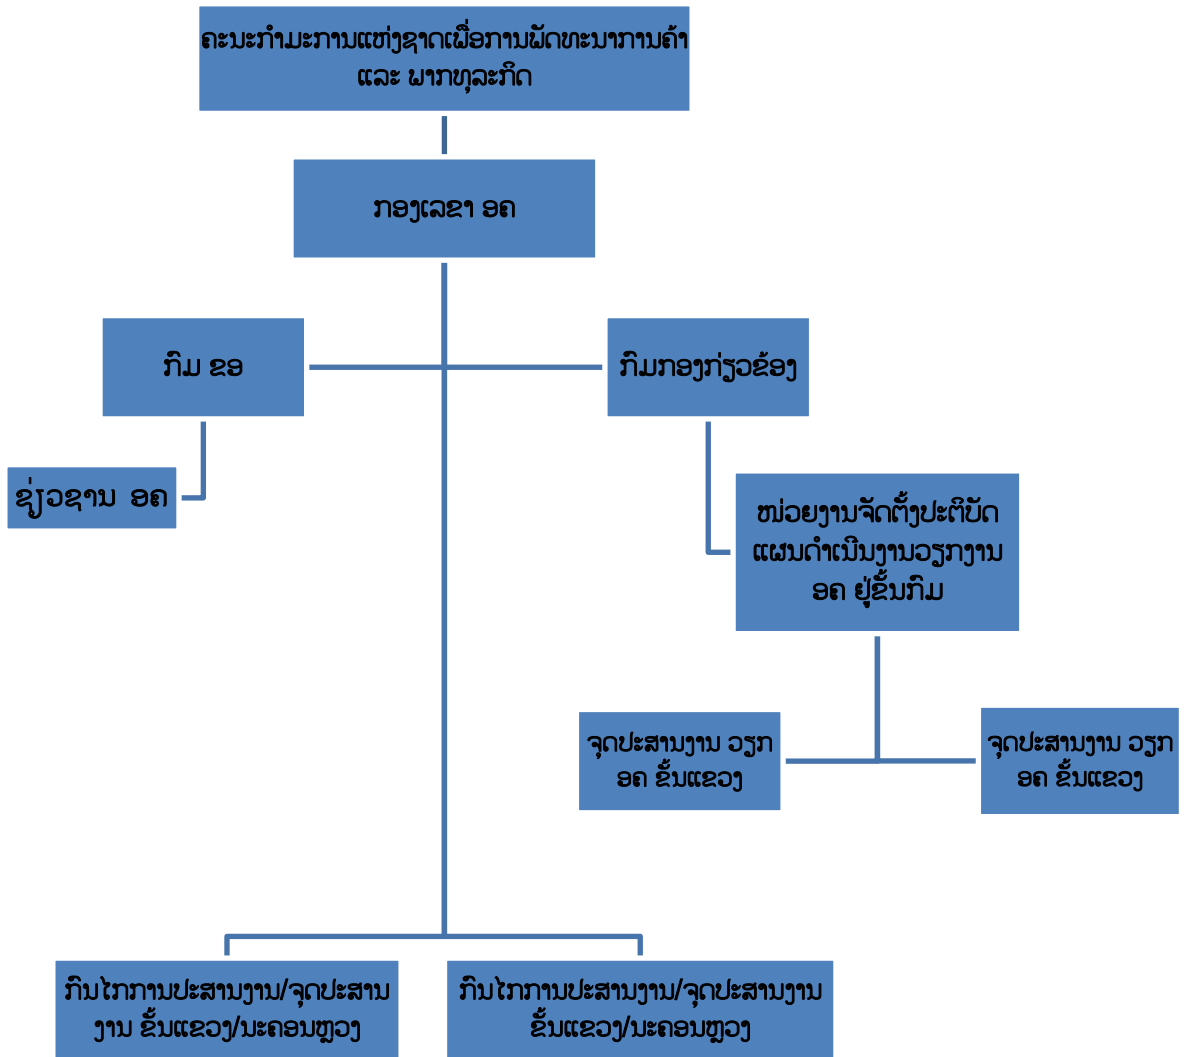 ຄະນະກຳມະການແຫ່ງຊາດເພື່ອການພັດທະນາການຄ້າ
ແລະ ພາກທຸລະກິດ
ກອງເລຂາ ອຄ
ກົມ ຂອ
ກົມກອງກ່ຽວຂ້ອງ
ຊ່ຽວຊານ ອຄ
ໜ່ວຍງານຈັດຕັ້ງປະຕິບັດ
ແຜນດຳເນີນງານວຽກງານ
ອຄ ຢູ່ຂັ້ນກົມ
ຈຸດປະສານງານ ວຽກ
ອຄ ຂັ້ນແຂວງ
ຈຸດປະສານງານ ວຽກ
ອຄ ຂັ້ນແຂວງ
ກົນໄກການປະສານງານ/ຈຸດປະສານ
ງານ ຂັ້ນແຂວງ/ນະຄອນຫຼວງ
ກົນໄກການປະສານງານ/ຈຸດປະສານງານ
ຂັ້ນແຂວງ/ນະຄອນຫຼວງ